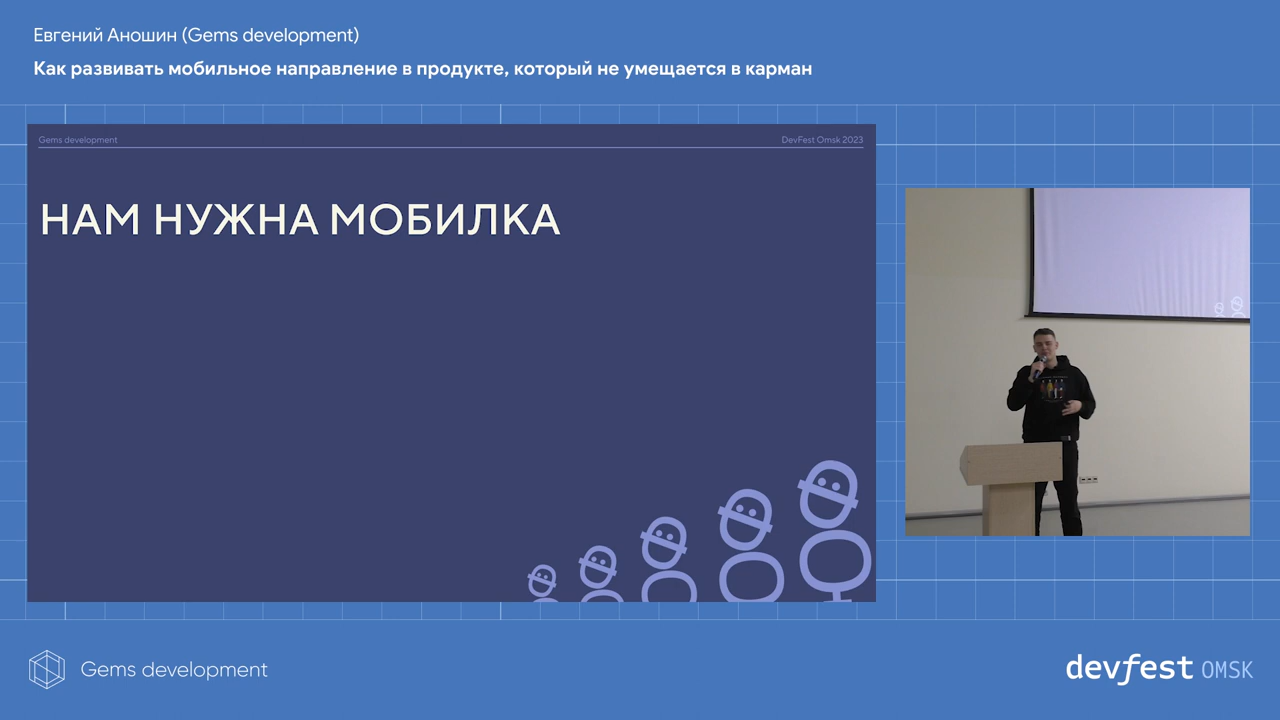 Евгений Аношин (Gems development)
Как развивать мобильное направление в продукте, который не умещается в карман
Gems development
DevFest Omsk 2023
НАМ НУЖНА МОБИЛКА
Gems development
devfest OMSK